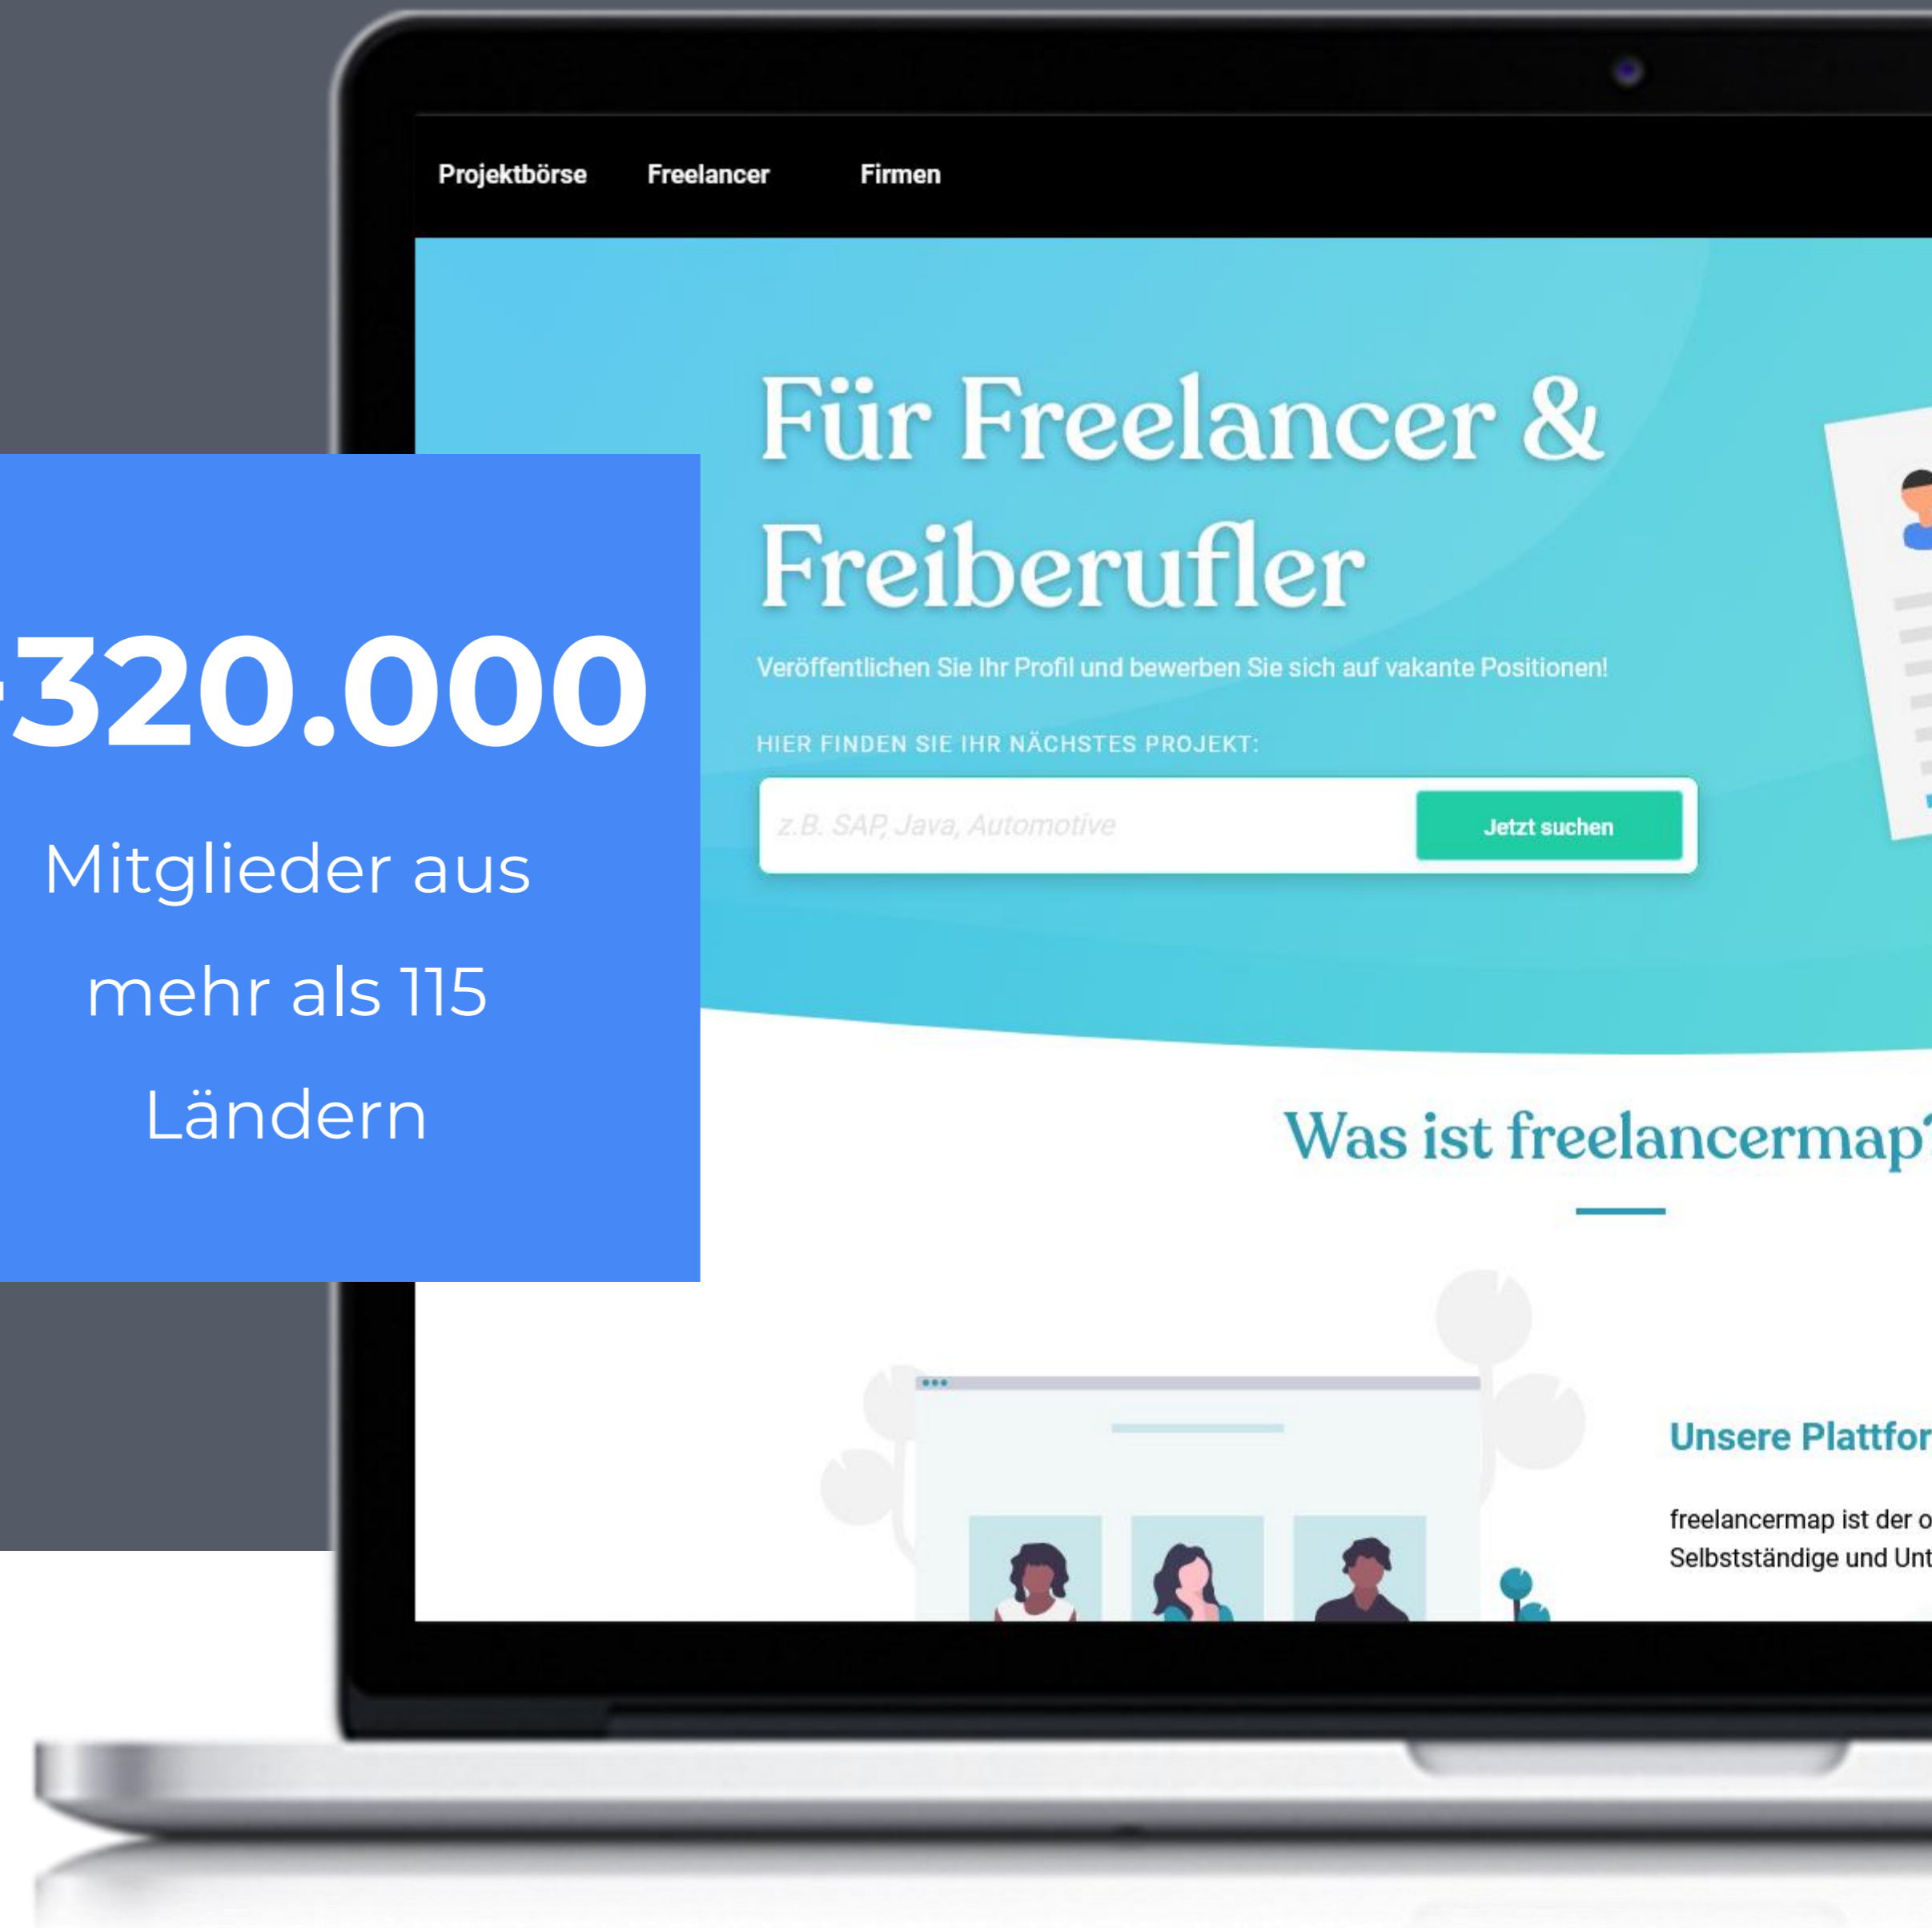 Projektbörse Freelancer Firmen
Für Freelancer &
Freiberufler
Veröffentlichen Sie Ihr Profil und bewerben Sie sich auf vakante Positionen!
HIER FINDEN SIE IHR NÄCHSTES PROJEKT:
z.B. SAP, Java, Automotive
Jetzt suchen
320.000
Mitglieder aus
mehr als 115
Ländern
Was ist freelancermap?
Unsere
freelancermap ist der
Selbstständige und